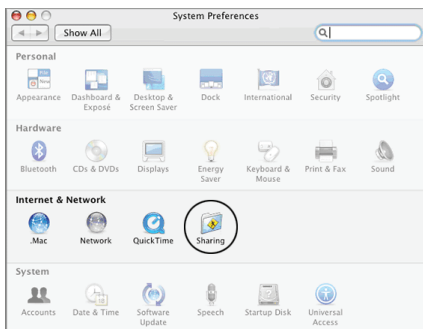 System Preferences
Show All
Personal
Appearance Dashboard & Exposé Desktop & Screen Saver Dock International Security Spotlight
Hardware
Bluetooth CDs & DVDs Displays Energy Saver Keyboard & Mouse Print & Fax Sound
Internet & Network
.Mac Network QuickTime Sharing
System
Accounts Date & Time Software Update Speech Startup Disk Universal Access